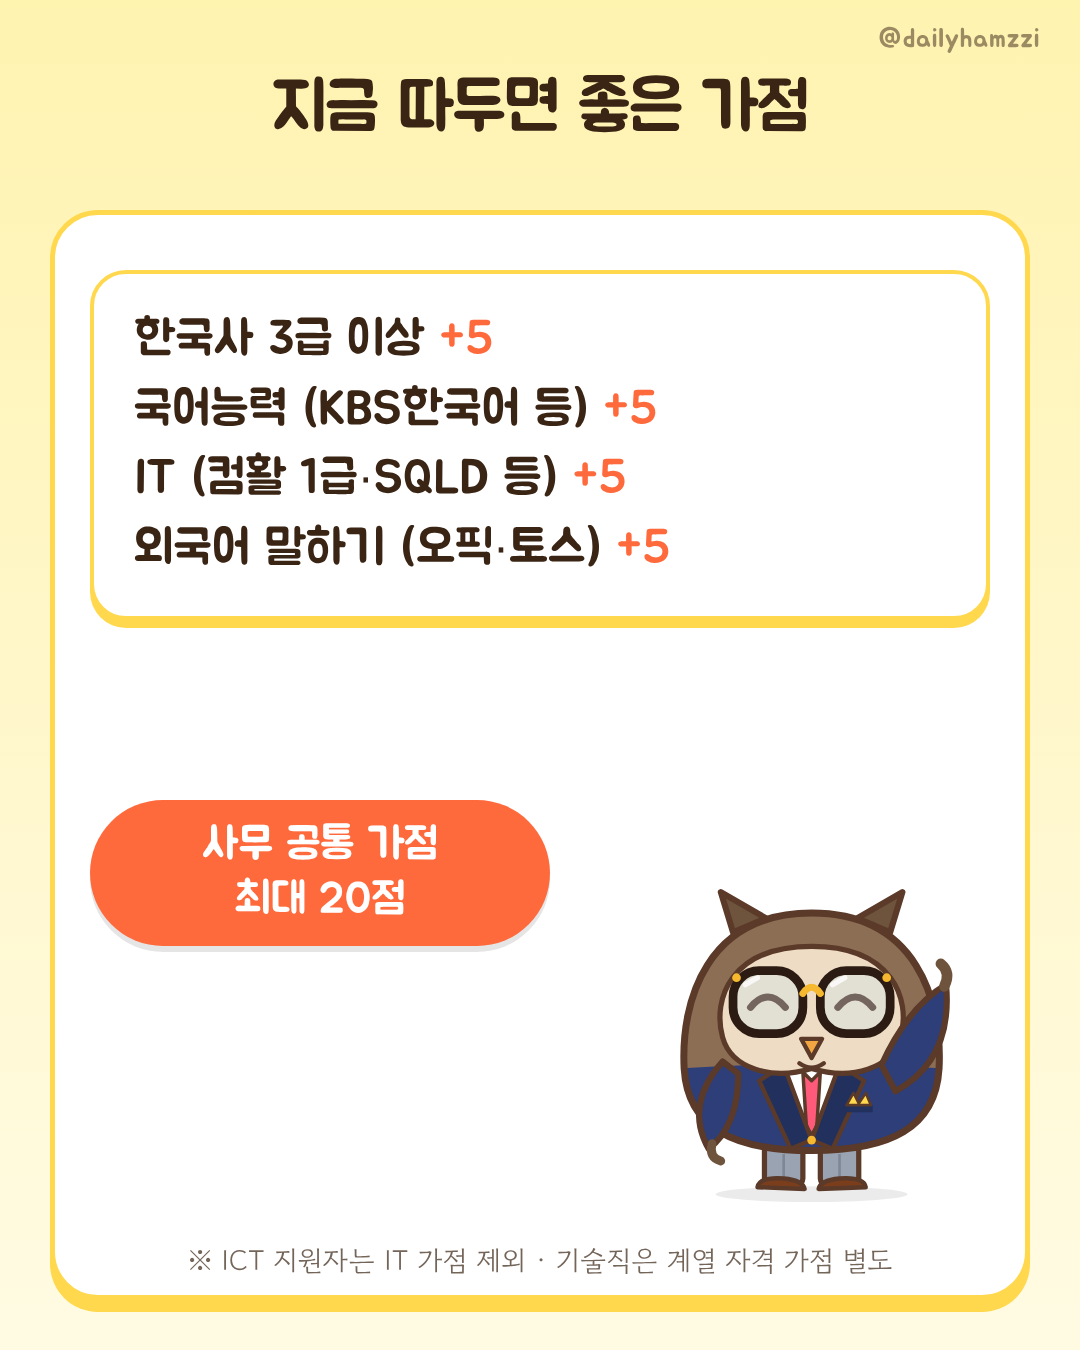 @dailyhamzzi
지금 따두면 좋은 가점
한국사 3급 이상 +5
국어능력 (KBS한국어 등) +5
IT (컴활 1급·SQLD 등) +5
외국어 말하기 (오픽·토스) +5
사무 공통 가점
최대 20점
※ ICT 지원자는 IT 가점 제외 · 기술직은 계열 자격 가점 별도